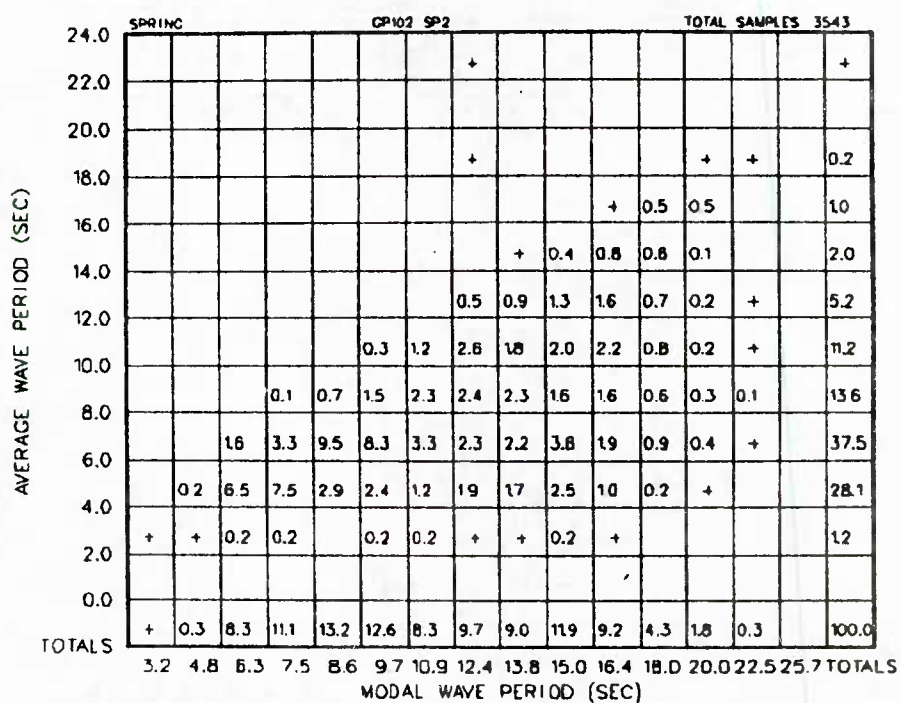 SPRING GP102 SP2 TOTAL SAMPLES 3543
24.0
+ +
22.0
20.0
+ + + 0.2
18.0
+ 0.5 0.5 1.0
16.0
+ 0.4 0.8 0.8 0.1 2.0
14.0
0.5 0.9 1.3 1.6 0.7 0.2 + 5.2
12.0
0.3 1.2 2.6 1.8 2.0 2.2 0.8 0.2 + 11.2
10.0
0.1 0.7 1.5 2.3 2.4 2.3 1.6 1.6 0.6 0.3 0.1 13.6
8.0
1.6 3.3 9.5 8.3 3.3 2.3 2.2 3.8 1.9 0.9 0.4 + 37.5
6.0
0.2 6.5 7.5 2.9 2.4 1.2 1.9 1.7 2.5 1.0 0.2 + 28.1
4.0
+ + 0.2 0.2 0.2 0.2 + + 0.2 + 1.2
2.0
0.0
+ 0.3 8.3 11.1 13.2 12.6 8.3 9.7 9.0 11.9 9.2 4.3 1.8 0.3 100.0
TOTALS
3.2 4.8 6.3 7.5 8.6 9.7 10.9 12.4 13.8 15.0 16.4 18.0 20.0 22.5 25.7 TOTALS
MODAL WAVE PERIOD (SEC)
AVERAGE WAVE PERIOD (SEC)